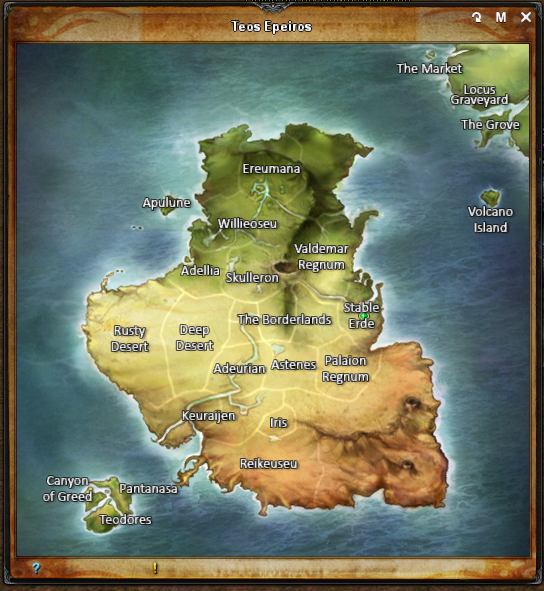 Teos Epeiros
M
The Market
Locus
Graveyard
The Grove
Ereumana
Apulune
Volcano
Island
Willieoseu
Valdemar
Regnum
Adellia
Skulleron
Stable
Erde
The Borderlands
Rusty
Desert
Deep
Desert
Adeurian
Astenes
Palaion
Regnum
Keuraijen
Iris
Reikeuseu
Canyon
of Greed
Pantanasa
Teodores
?
!